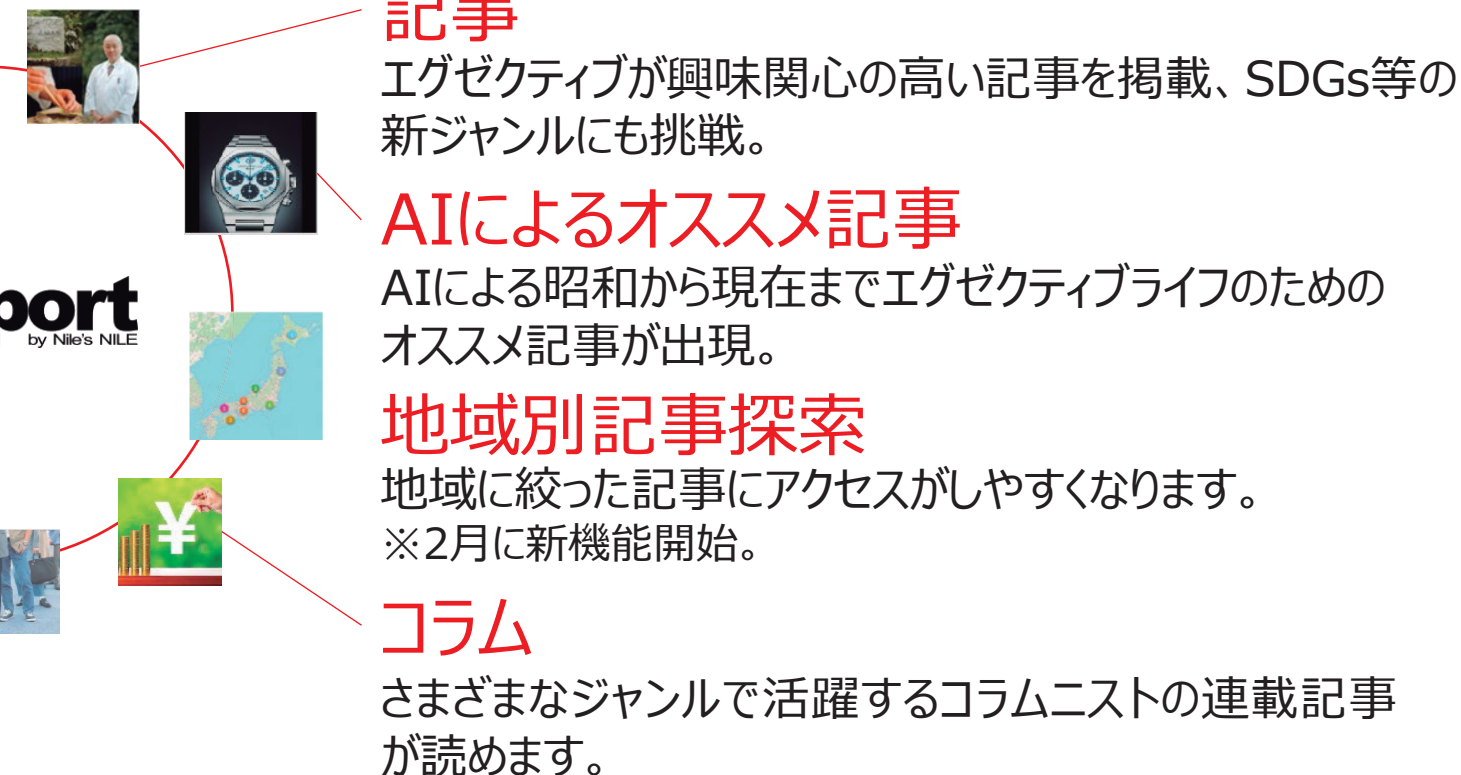 記事
エグゼクティブが興味関心の高い記事を掲載、SDGs等の
新ジャンルにも挑戦。
AIによるオススメ記事
AIによる昭和から現在までエグゼクティブライフのための
オススメ記事が出現。
port
by Nile's NILE
地域別記事探索
地域に絞った記事にアクセスがしやすくなります。
※2月に新機能開始。
¥
コラム
さまざまなジャンルで活躍するコラムニストの連載記事
が読めます。